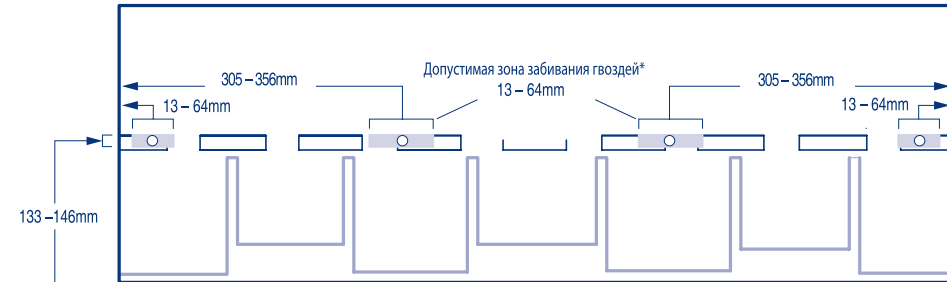 Допустимая зона забивания гвоздей*
305 – 356mm
13 – 64mm
305 – 356mm
13 – 64mm
13 – 64mm
133 –146mm